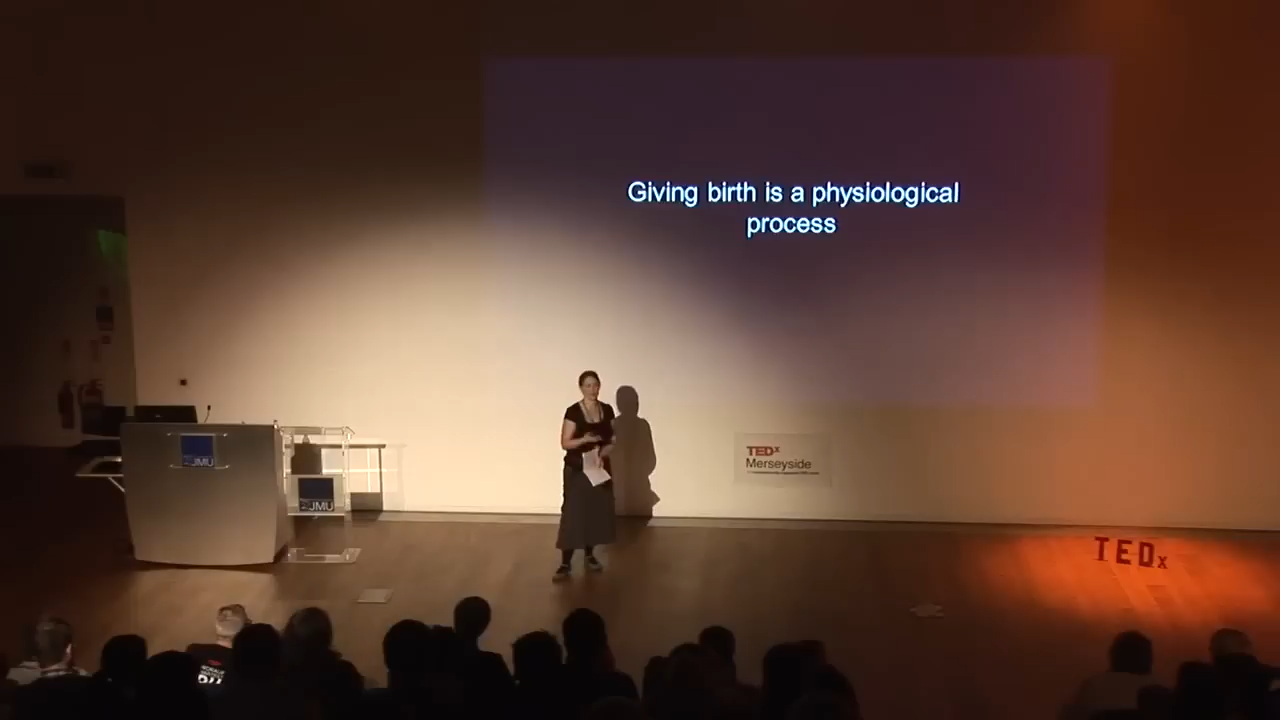 Giving birth is a physiological
process
TEDx
Merseyside
JMU
JMU
TEDx